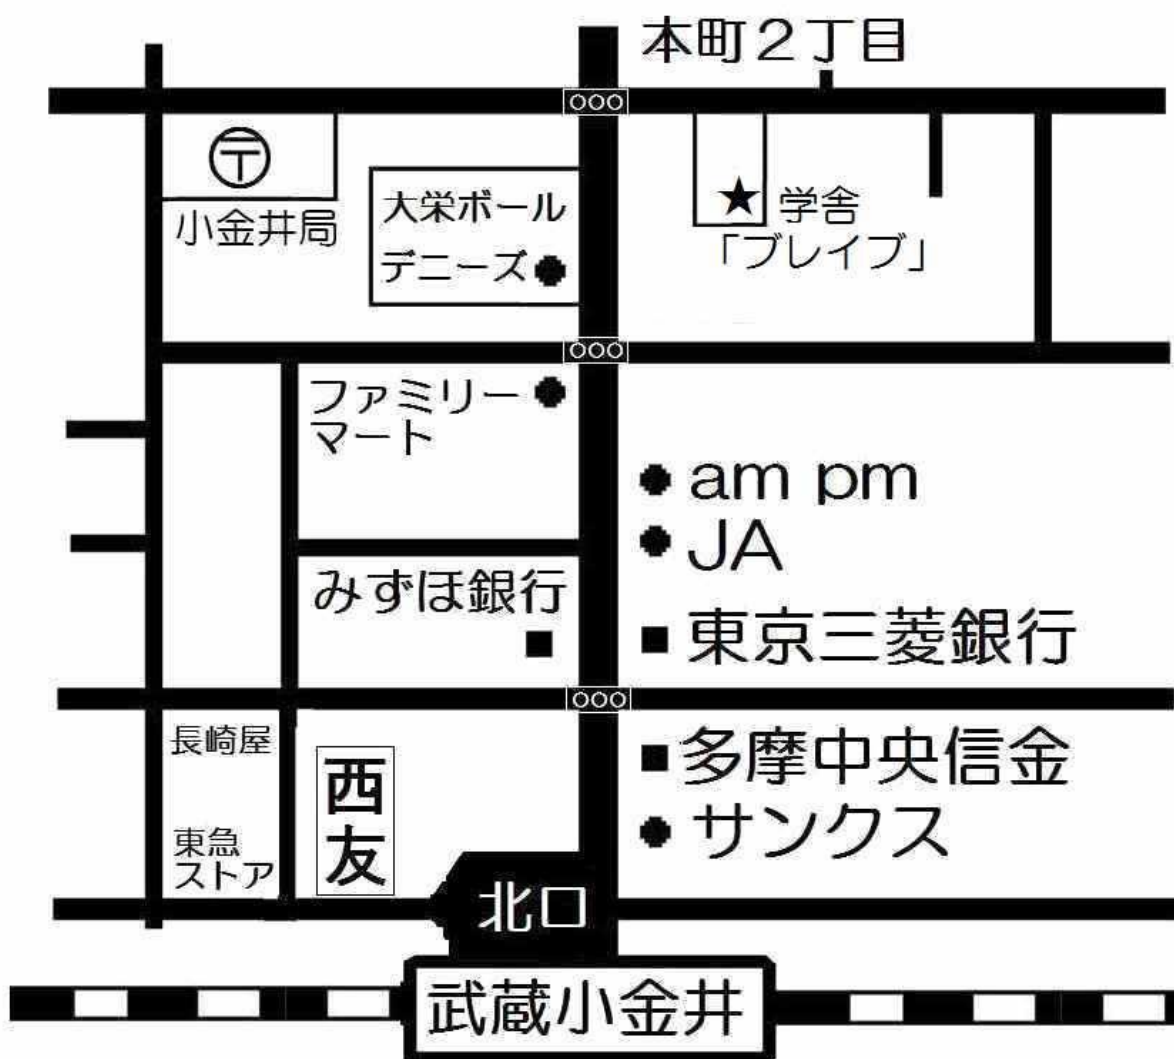 本町２丁目
〒
小金井局
大栄ボール
デニーズ
★ 学舎
「ブレイブ」
ファミリー
マート
am pm
JA
みずほ銀行
東京三菱銀行
長崎屋
東急
ストア
西友
多摩中央信金
サンクス
北口
武蔵小金井